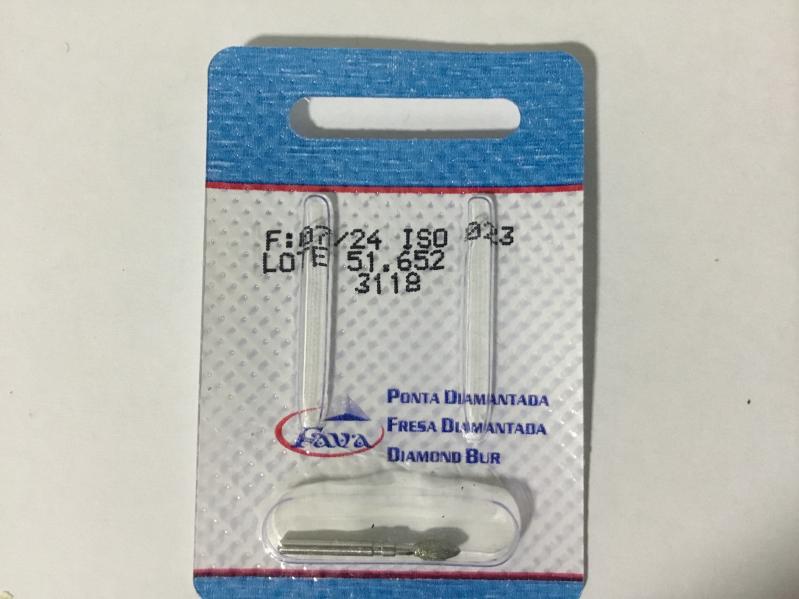 F:07/24 ISO 023
LOTE 51.652
3118
PONTA DIAMANTADA
FRESA DIAMANTADA
DIAMOND BUR
Fava